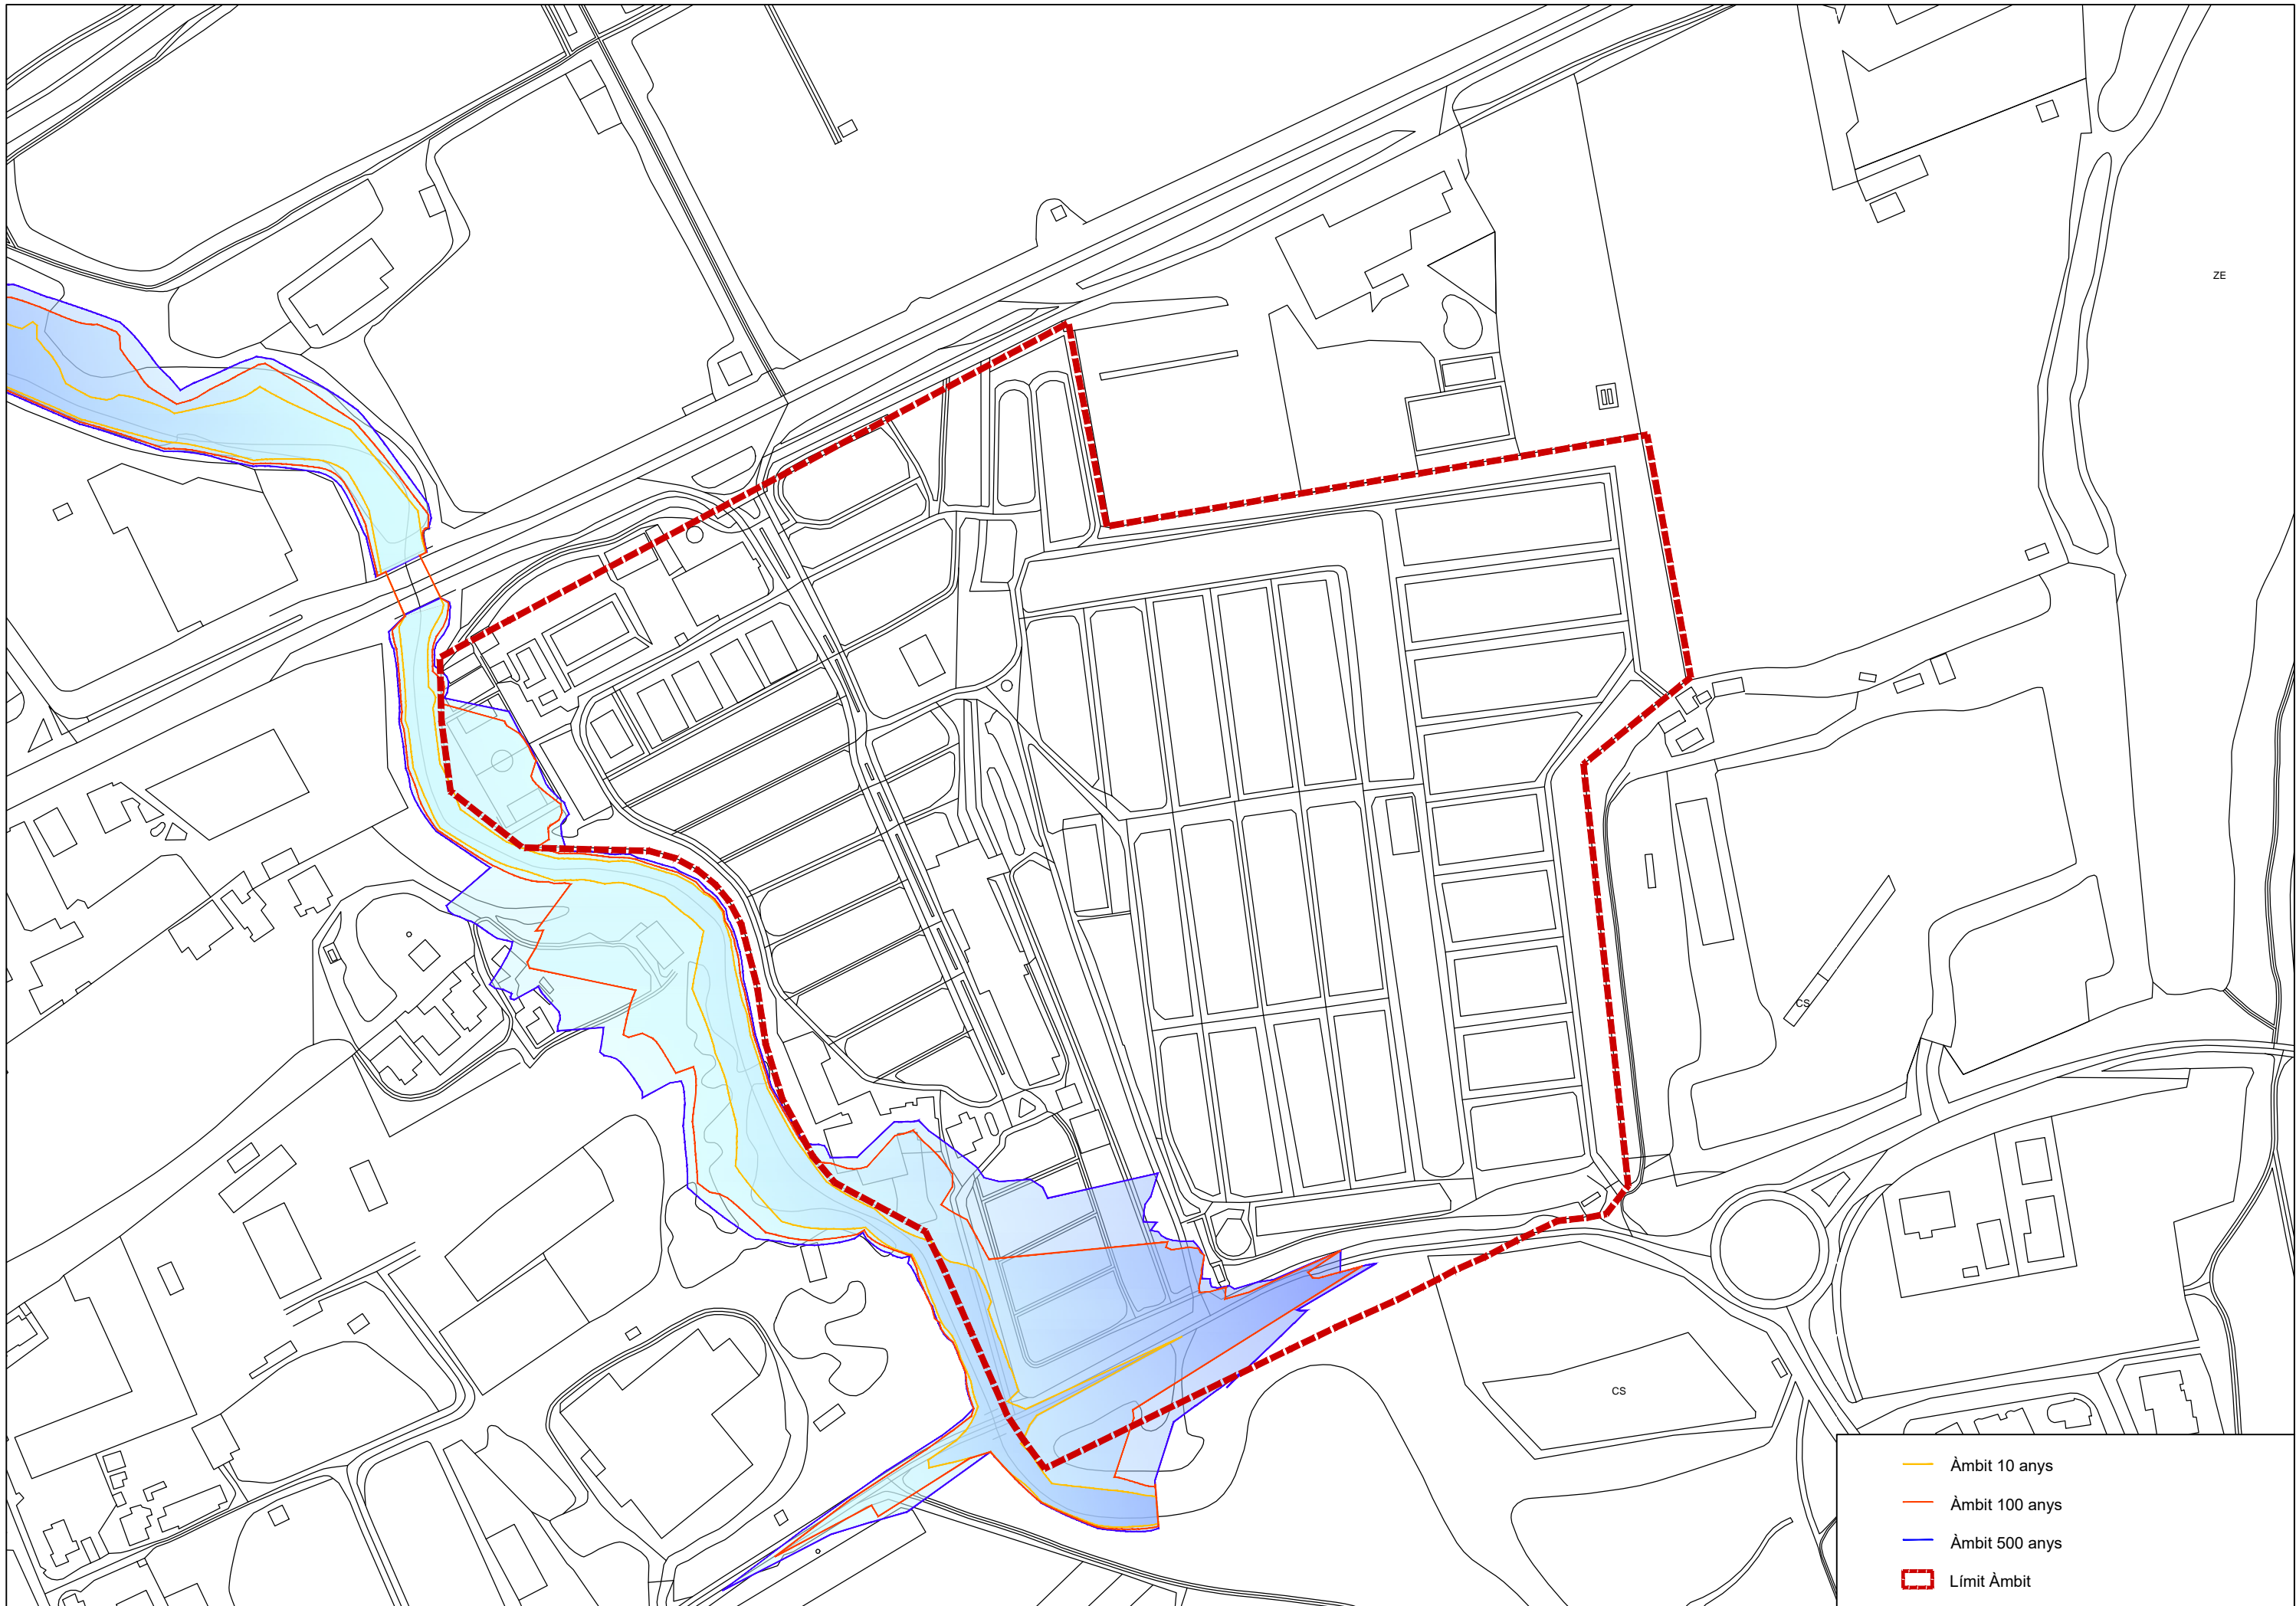 ZE
CS
CS
Àmbit 10 anys
Àmbit 100 anys
Àmbit 500 anys
Límit Àmbit